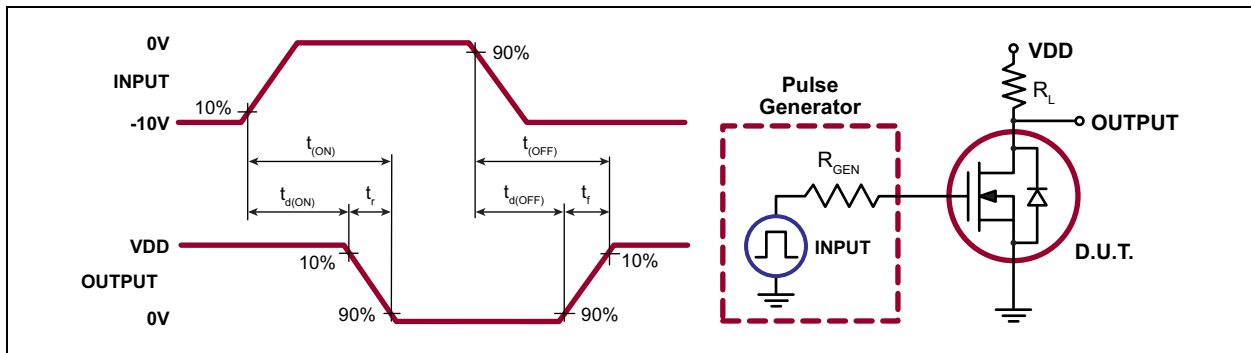 0V
INPUT
-10V
10%
90%
t(ON)
t(OFF)
td(ON)
tr
td(OFF)
tf
VDD
OUTPUT
0V
10%
90%
90%
10%
Pulse
Generator
RGEN
INPUT
VDD
RL
OUTPUT
D.U.T.